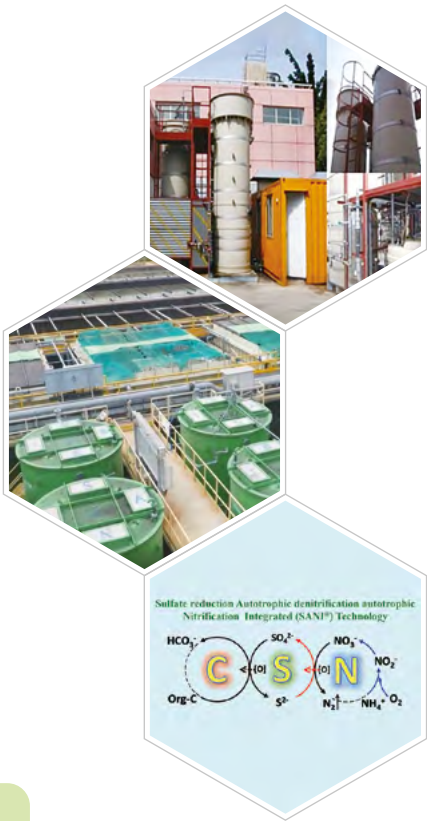 Sulfate reduction Autotrophic denitrification autotrophic
Nitrification Integrated (SANI®) Technology
HCO₃⁻ SO₄²⁻ NO₃⁻
NO₂⁻
C [O] S [O] N
Org-C S²⁻ N₂ NH₄⁺ O₂